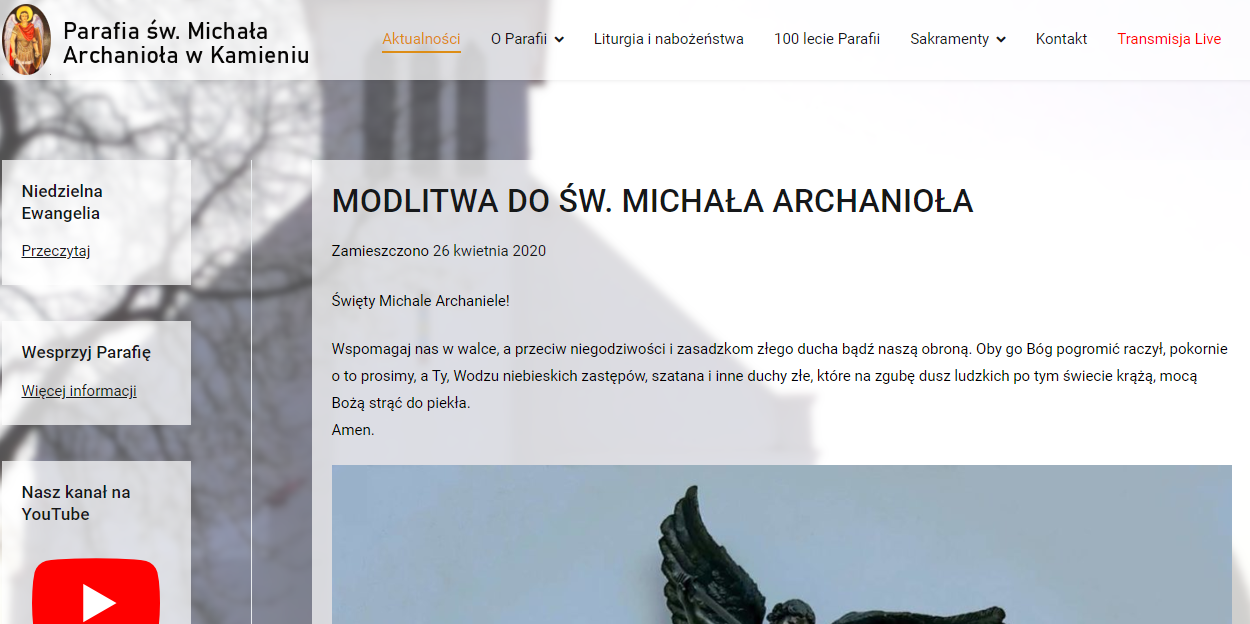 Parafia św. Michała
Archanioła w Kamieniu
Aktualności
O Parafii
Liturgia i nabożeństwa
100 lecie Parafii
Sakramenty
Kontakt
Transmisja Live
Niedzielna
Ewangelia
Przeczytaj
Wesprzyj Parafię
Więcej informacji
Nasz kanał na
YouTube
MODLITWA DO ŚW. MICHAŁA ARCHANIOŁA
Zamieszczono 26 kwietnia 2020
Święty Michale Archaniele!
Wspomagaj nas w walce, a przeciw niegodziwości i zasadzkom złego ducha bądź naszą obroną. Oby go Bóg pogromić raczył, pokornie
o to prosimy, a Ty, Wodzu niebieskich zastępów, szatana i inne duchy złe, które na zgubę dusz ludzkich po tym świecie krążą, mocą
Bożą strąć do piekła.
Amen.